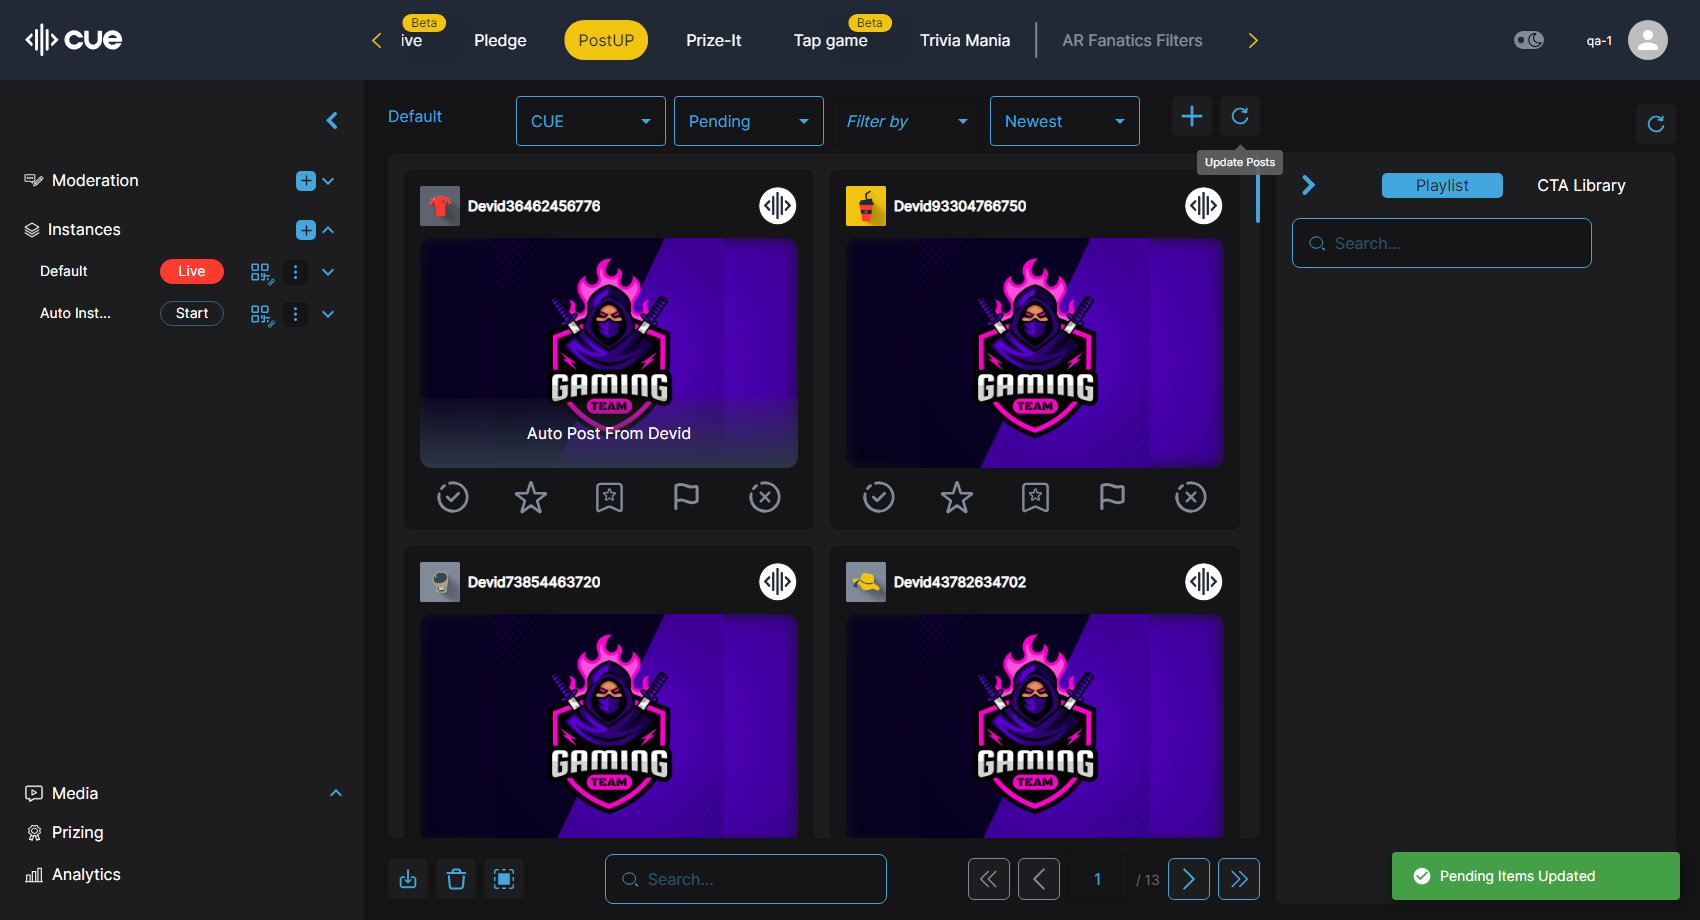 cue
Beta
ive
Pledge
PostUP
Prize-It
Beta
Tap game
Trivia Mania
AR Fanatics Filters
qa-1
Default
CUE
Pending
Filter by
Newest
Update Posts
Moderation
Instances
Default
Live
Auto Inst...
Start
Media
Prizing
Analytics
Devid36462456776
GAMING
TEAM
Auto Post From Devid
Devid93304766750
GAMING
TEAM
Devid73854463720
GAMING
TEAM
Devid43782634702
GAMING
TEAM
Playlist
CTA Library
Search...
Search...
1
/ 13
Pending Items Updated